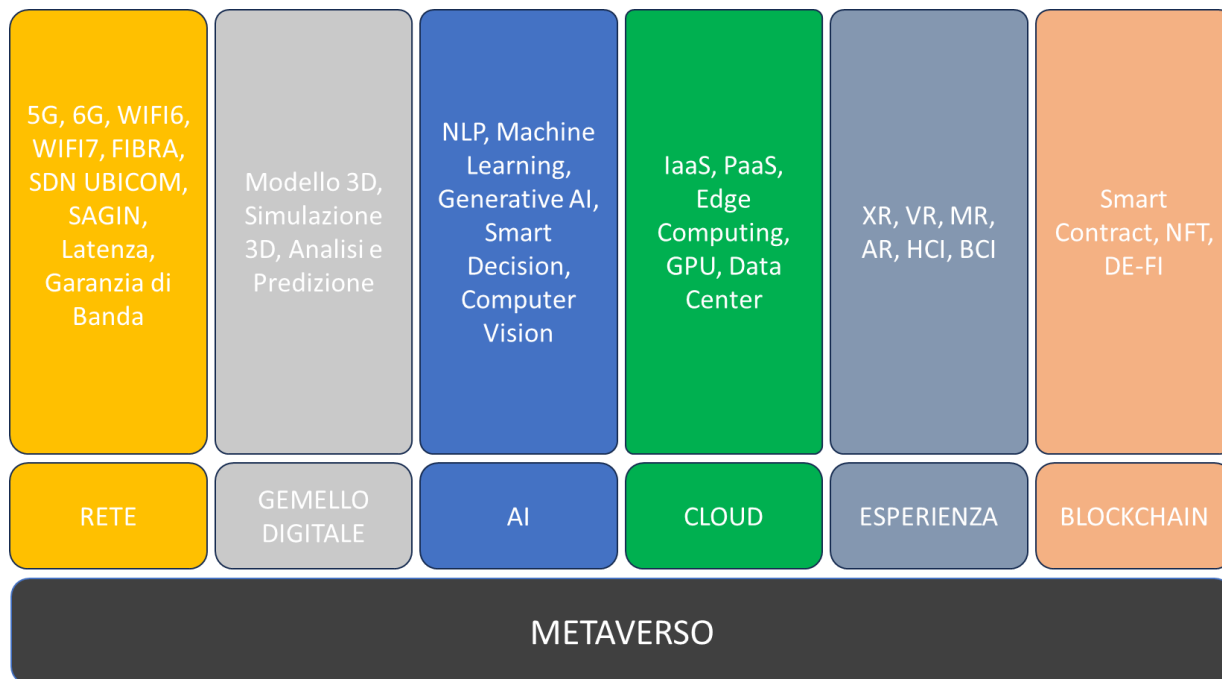 5G, 6G, WIFI6,
WIFI7, FIBRA,
SDN UBICOM,
SAGIN,
Latenza,
Garanzia di
Banda
Modello 3D,
Simulazione
3D, Analisi e
Predizione
NLP, Machine
Learning,
Generative AI,
Smart
Decision,
Computer
Vision
IaaS, PaaS,
Edge
Computing,
GPU, Data
Center
XR, VR, MR,
AR, HCI, BCI
Smart
Contract, NFT,
DE-FI
RETE
GEMELLO
DIGITALE
AI
CLOUD
ESPERIENZA
BLOCKCHAIN
METAVERSO